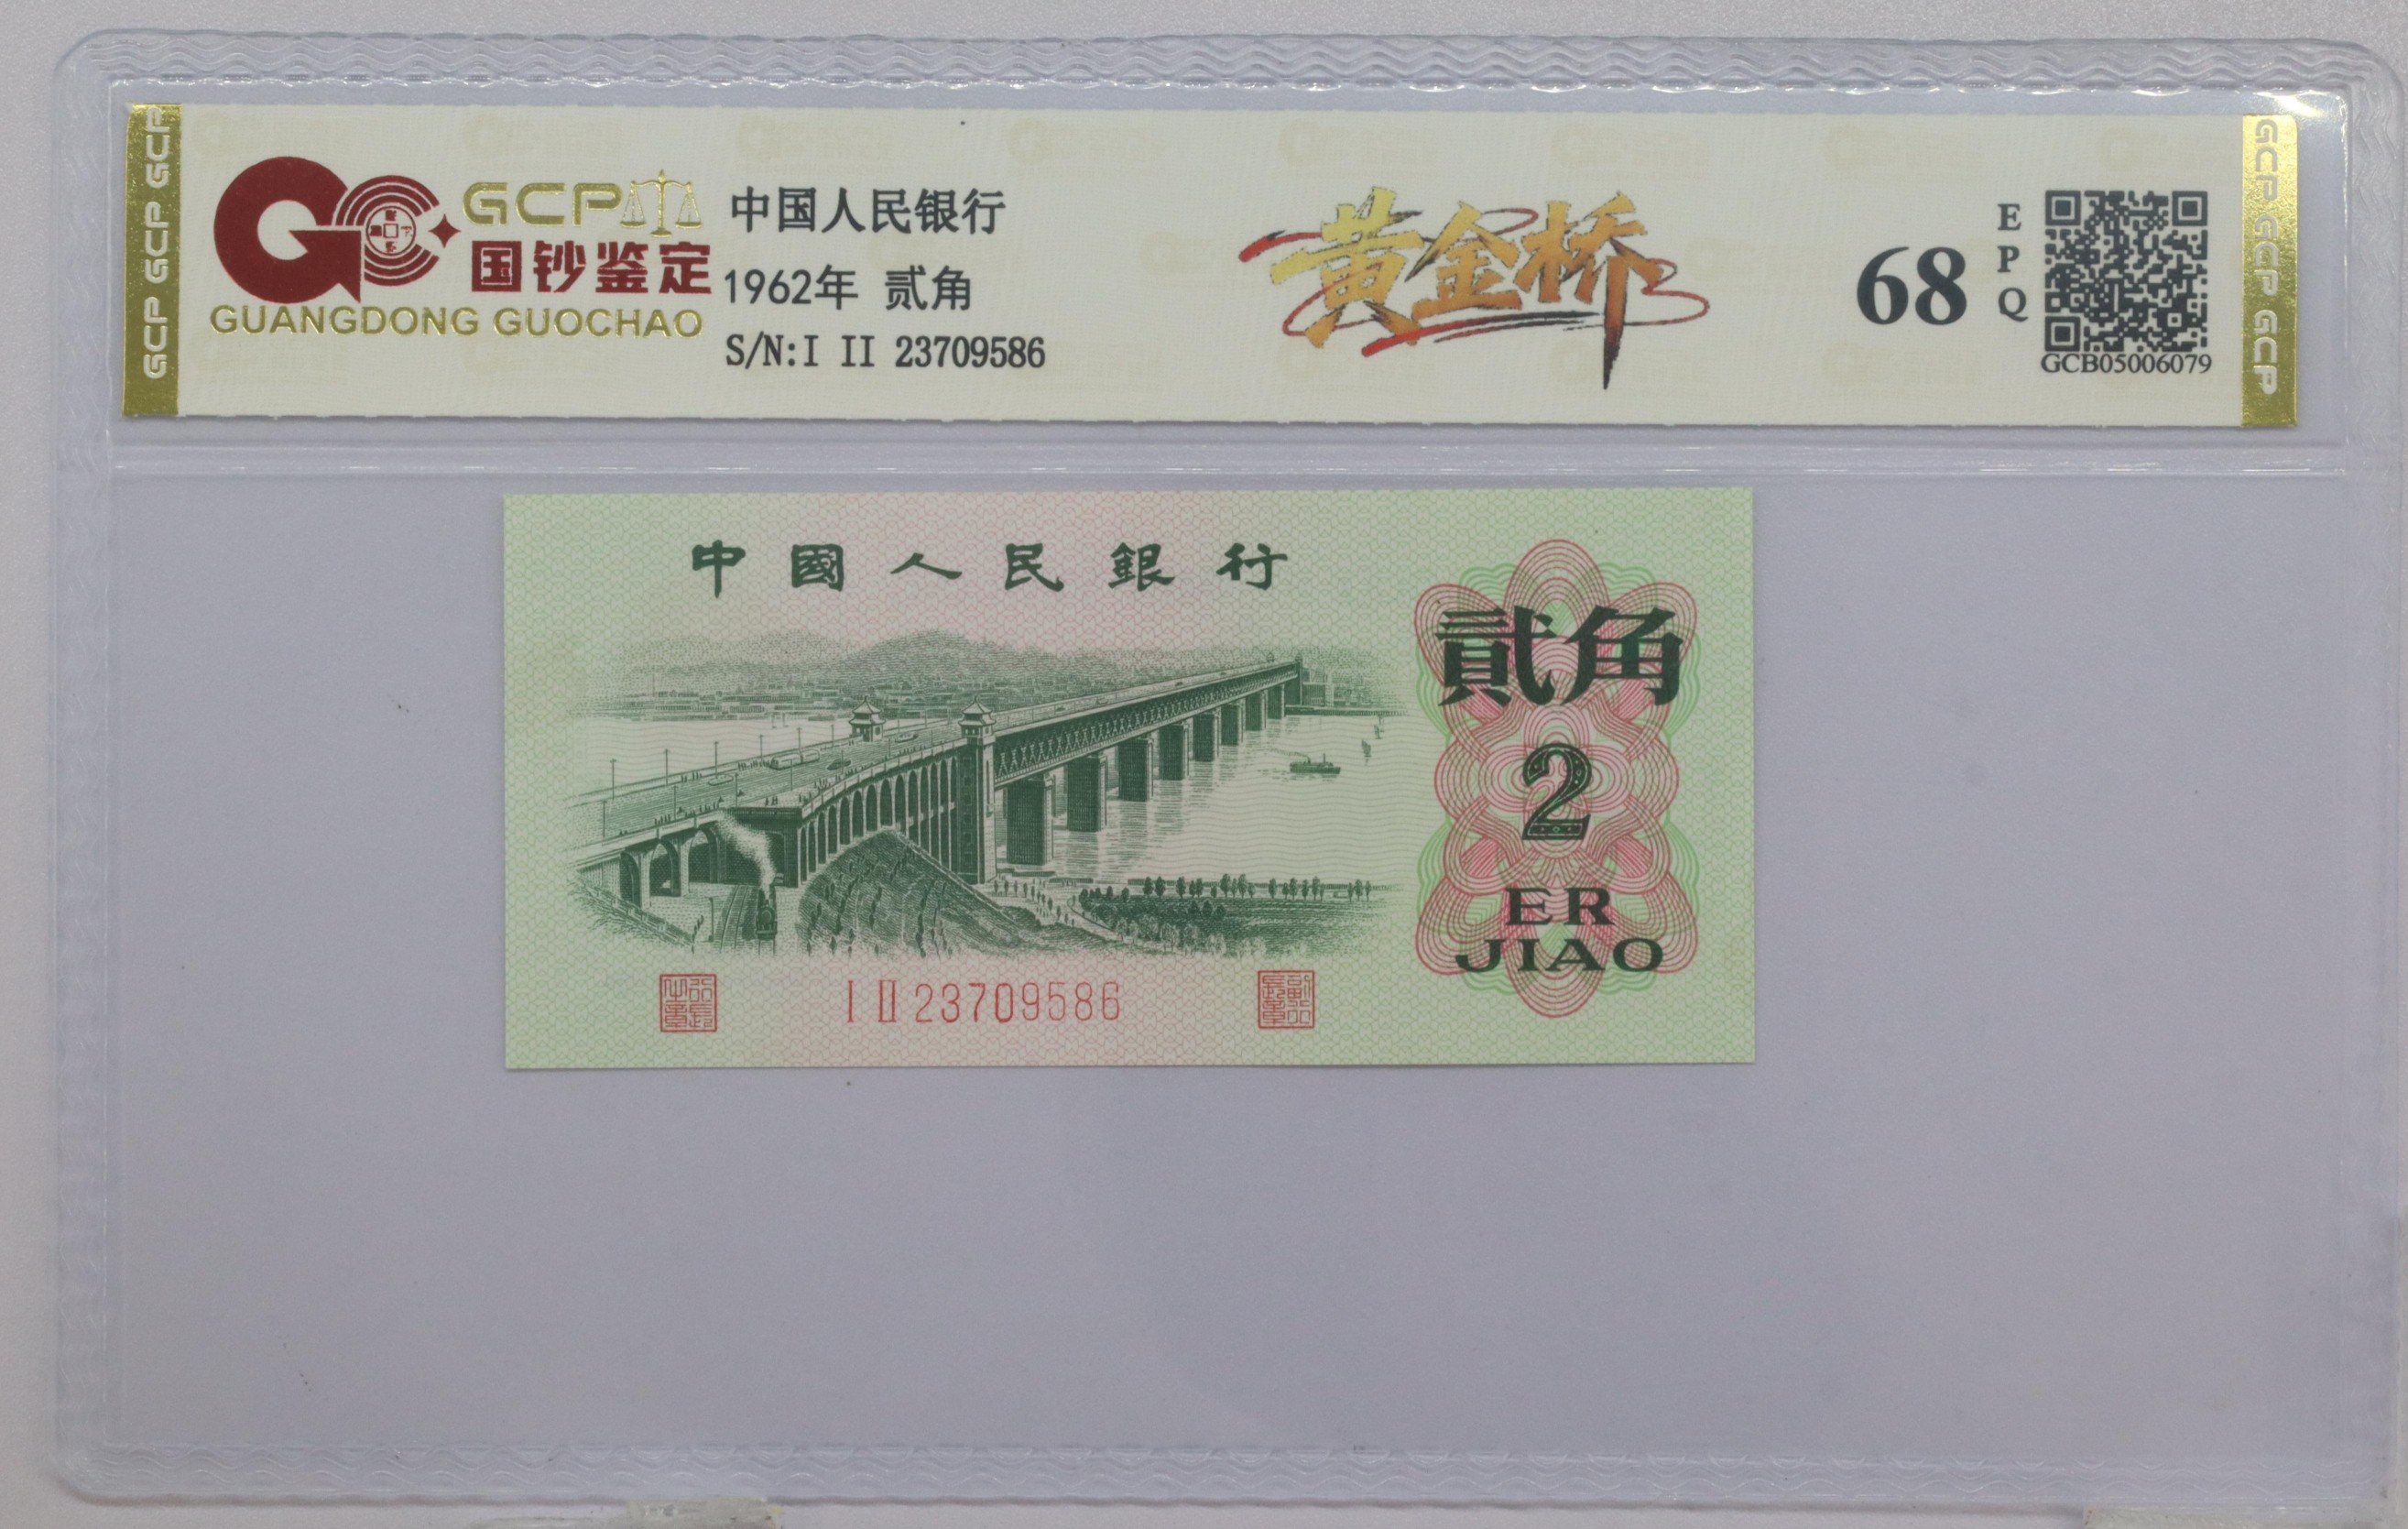 GCP GCP GCP
GCP
国钞鉴定
GUANGDONG GUOCHAO
中国人民银行
1962年 贰角
S/N:I II 23709586
黄金桥
68
EPQ
GCB05006079
GCP GCP GCP
中國人民銀行
貳角
2
ER
JIAO
I II 23709586